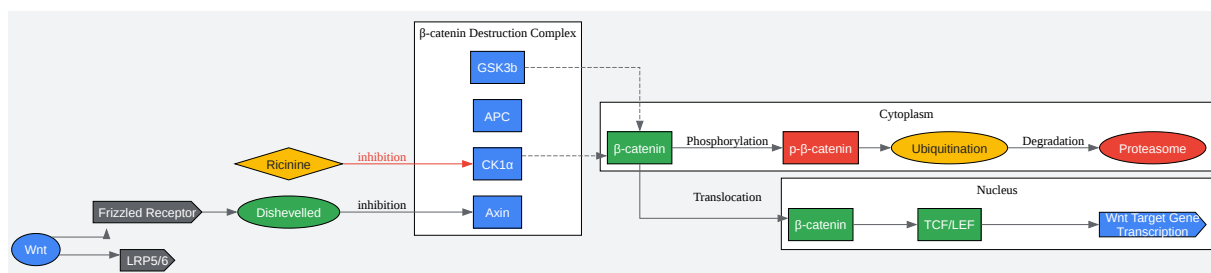 β-catenin Destruction Complex
GSK3b
APC
Ricinine
inhibition
CK1α
Frizzled Receptor
Dishevelled
inhibition
Axin
Wnt
LRP5/6
Cytoplasm
β-catenin
Phosphorylation
p-β-catenin
Ubiquitination
Degradation
Proteasome
Translocation
Nucleus
β-catenin
TCF/LEF
Wnt Target Gene
Transcription